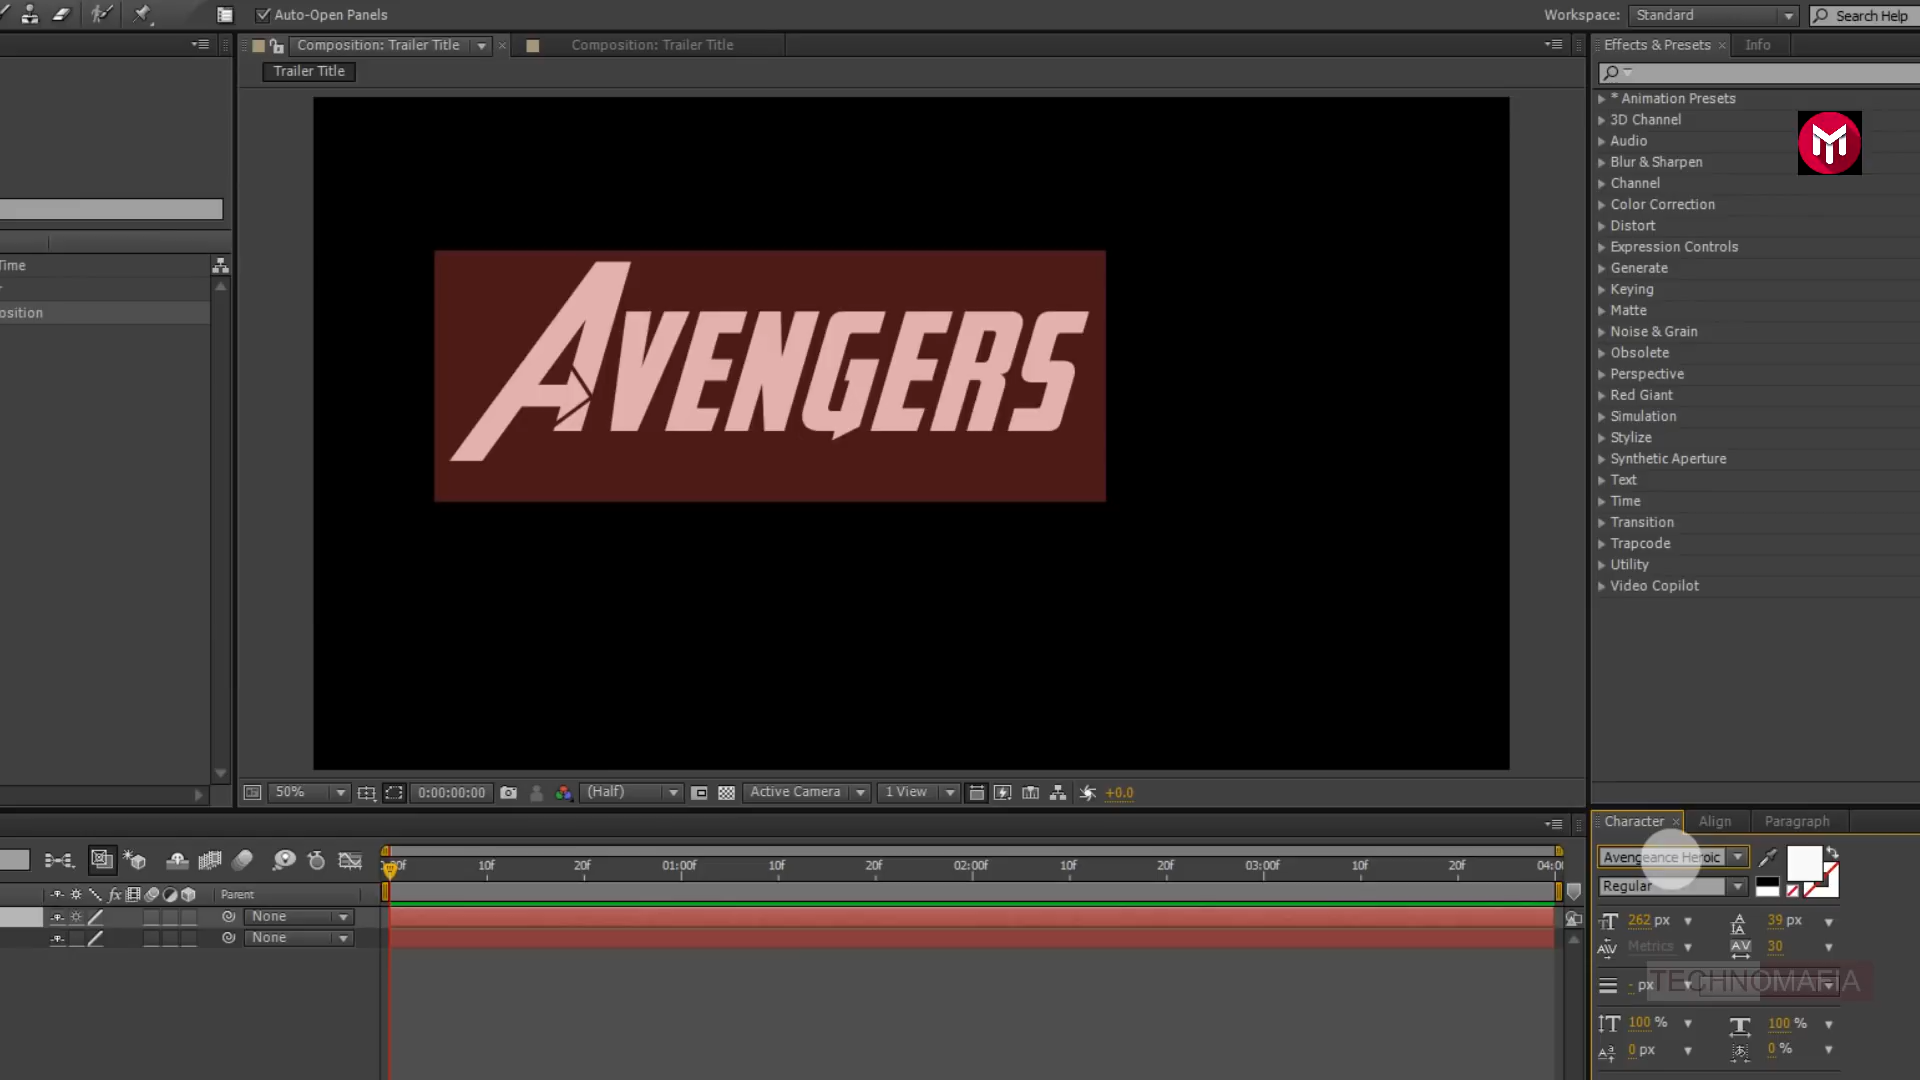 Auto-Open Panels
Workspace: Standard
Search Help
Composition: Trailer Title
Composition: Trailer Title
Effects & Presets
Info
Trailer Title
* Animation Presets
3D Channel
Audio
Blur & Sharpen
Channel
Color Correction
Distort
Expression Controls
Generate
Keying
Matte
Noise & Grain
Obsolete
Perspective
Red Giant
Simulation
Stylize
Synthetic Aperture
Text
Time
Transition
Trapcode
Utility
Video Copilot
AVENGERS
50%
0:00:00:00
(Half)
Active Camera
1 View
+0.0
Character
Align
Paragraph
Avengeance Heroic
Regular
262 px
39 px
Metrics
30
- px
TECHNOMAFIA
100 %
100 %
0 px
0 %
10f
20f
01:00f
10f
20f
02:00f
10f
20f
03:00f
10f
20f
fx
Parent
None
None